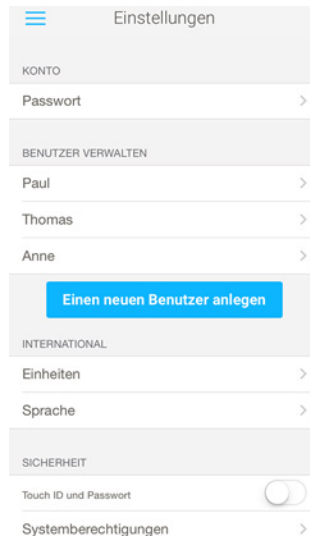 Einstellungen
KONTO
Passwort
BENUTZER VERWALTEN
Paul
Thomas
Anne
Einen neuen Benutzer anlegen
INTERNATIONAL
Einheiten
Sprache
SICHERHEIT
Touch ID und Passwort
Systemberechtigungen